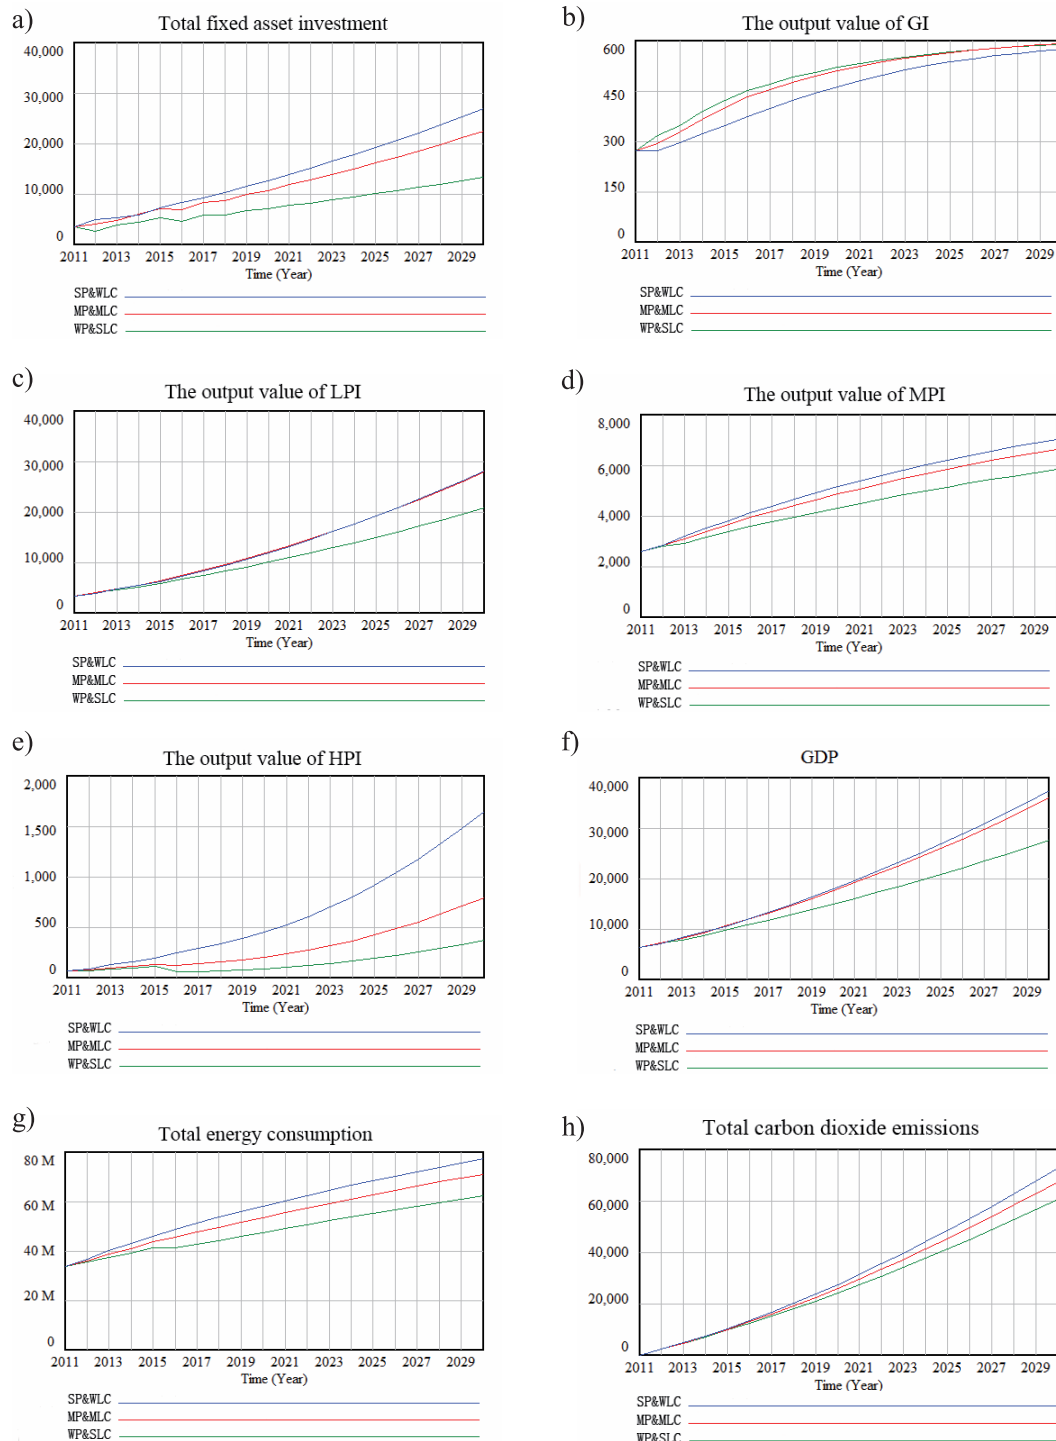 a)
Total fixed asset investment
40,000
30,000
20,000
10,000
0
2011 2013 2015 2017 2019 2021 2023 2025 2027 2029
Time (Year)
SP&WLC
MP&MLC
WP&SLC
b)
The output value of GI
600
450
300
150
0
2011 2013 2015 2017 2019 2021 2023 2025 2027 2029
Time (Year)
SP&WLC
MP&MLC
WP&SLC
c)
The output value of LPI
40,000
30,000
20,000
10,000
0
2011 2013 2015 2017 2019 2021 2023 2025 2027 2029
Time (Year)
SP&WLC
MP&MLC
WP&SLC
d)
The output value of MPI
8,000
6,000
4,000
2,000
0
2011 2013 2015 2017 2019 2021 2023 2025 2027 2029
Time (Year)
SP&WLC
MP&MLC
WP&SLC
e)
The output value of HPI
2,000
1,500
1,000
500
0
2011 2013 2015 2017 2019 2021 2023 2025 2027 2029
Time (Year)
SP&WLC
MP&MLC
WP&SLC
f)
GDP
40,000
30,000
20,000
10,000
0
2011 2013 2015 2017 2019 2021 2023 2025 2027 2029
Time (Year)
SP&WLC
MP&MLC
WP&SLC
g)
Total energy consumption
80 M
60 M
40 M
20 M
0
2011 2013 2015 2017 2019 2021 2023 2025 2027 2029
Time (Year)
SP&WLC
MP&MLC
WP&SLC
h)
Total carbon dioxide emissions
80,000
60,000
40,000
20,000
0
2011 2013 2015 2017 2019 2021 2023 2025 2027 2029
Time (Year)
SP&WLC
MP&MLC
WP&SLC